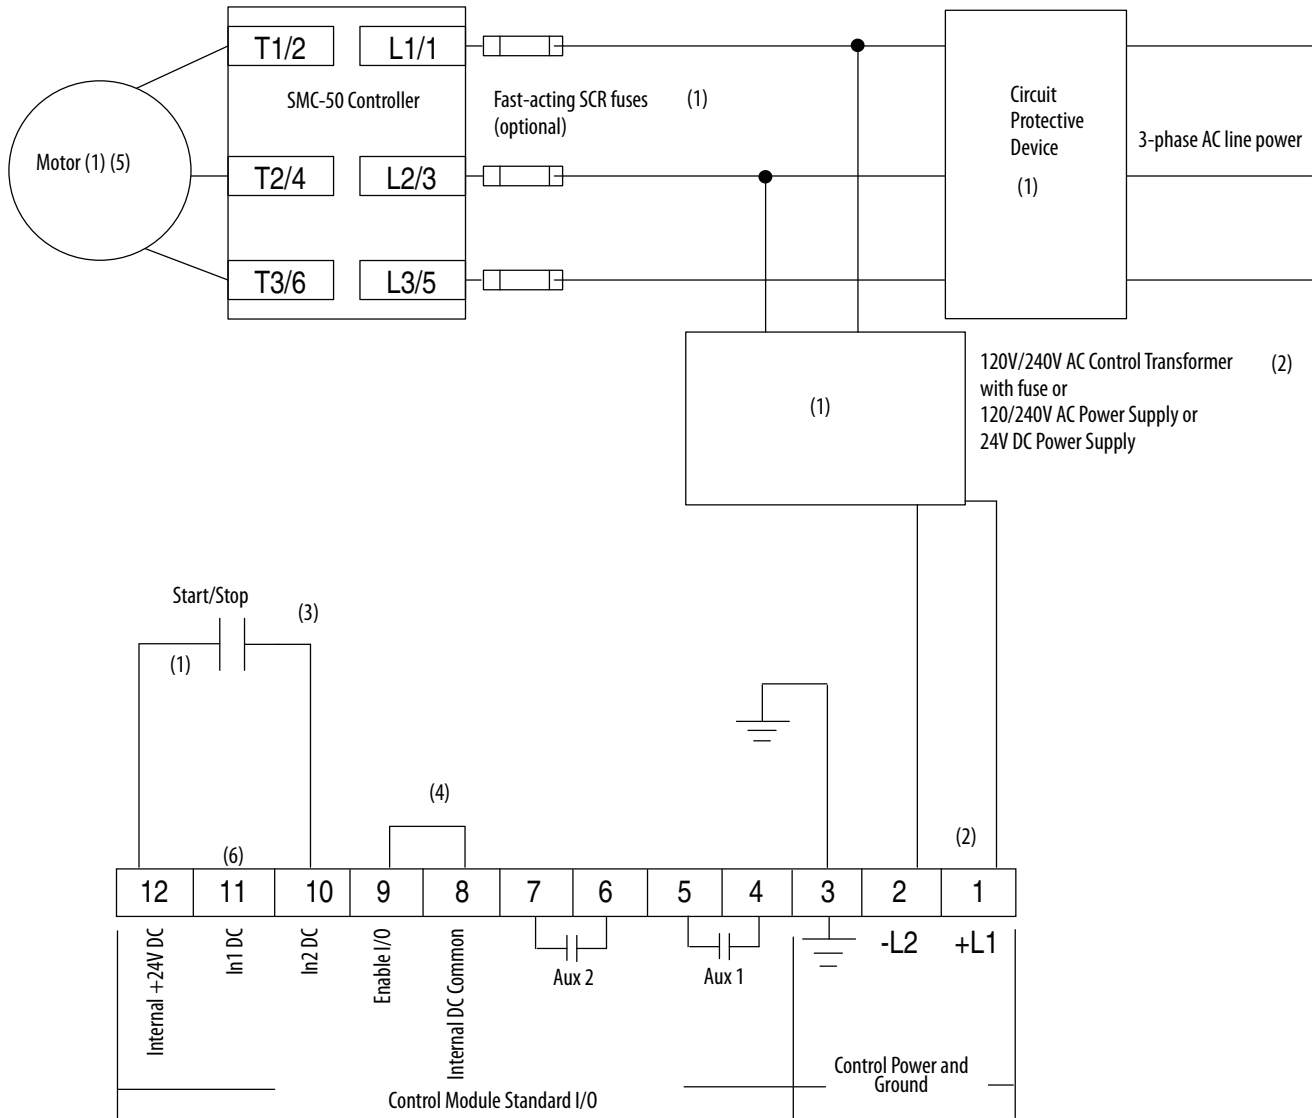 T1/2 L1/1
SMC-50 Controller
Fast-acting SCR fuses (1)
(optional)
Circuit
Protective
Device
(1)
3-phase AC line power
Motor (1) (5)
T2/4 L2/3
T3/6 L3/5
(1)
120V/240V AC Control Transformer (2)
with fuse or
120/240V AC Power Supply or
24V DC Power Supply
Start/Stop
(3)
(1)
(4)
(6)
(2)
12 11 10 9 8 7 6 5 4 3 2 1
Internal +24V DC
In1 DC
In2 DC
Enable I/O
Internal DC Common
Aux 2
Aux 1
-L2 +L1
Control Module Standard I/O
Control Power and
Ground